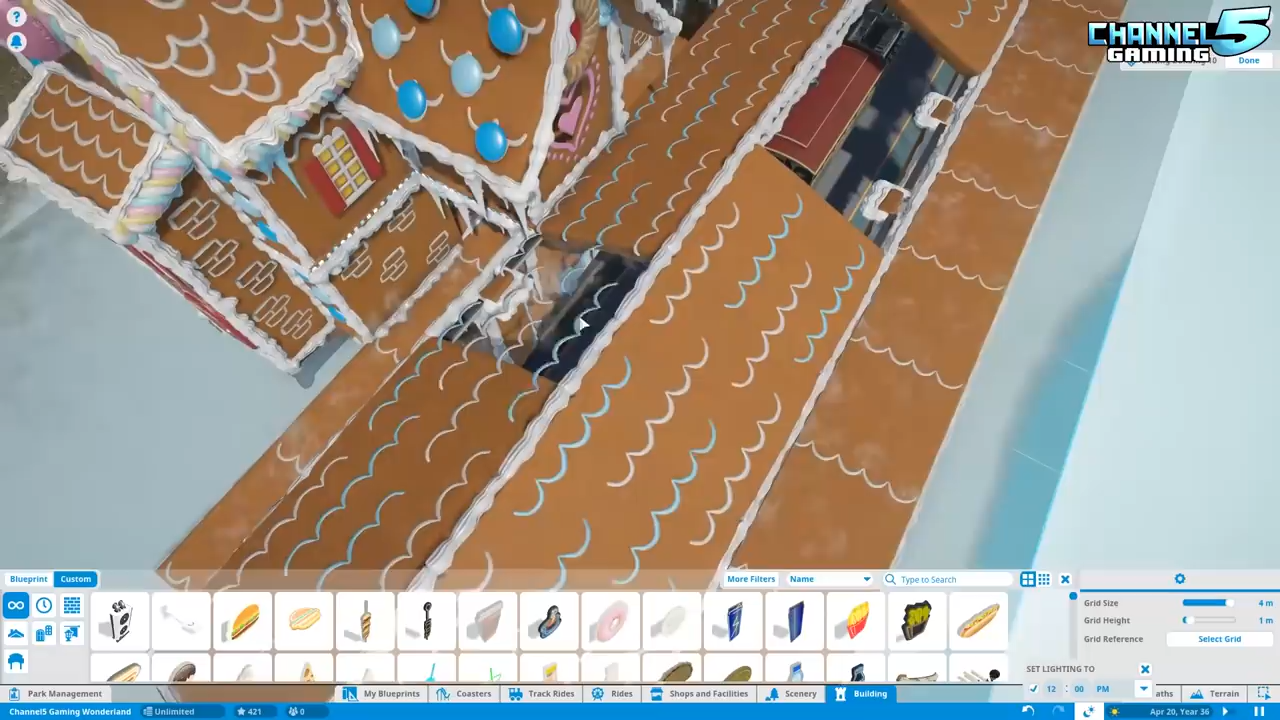 CHANNEL 5
GAMING
Done
Blueprint
Custom
More Filters
Name
Type to Search
Grid Size
4 m
Grid Height
1 m
Grid Reference
Select Grid
SET LIGHTING TO
12 : 00 PM
Park Management
My Blueprints
Coasters
Track Rides
Rides
Shops and Facilities
Scenery
Building
Terrain
Channel5 Gaming Wonderland
Unlimited
421
0
Apr 20, Year 36